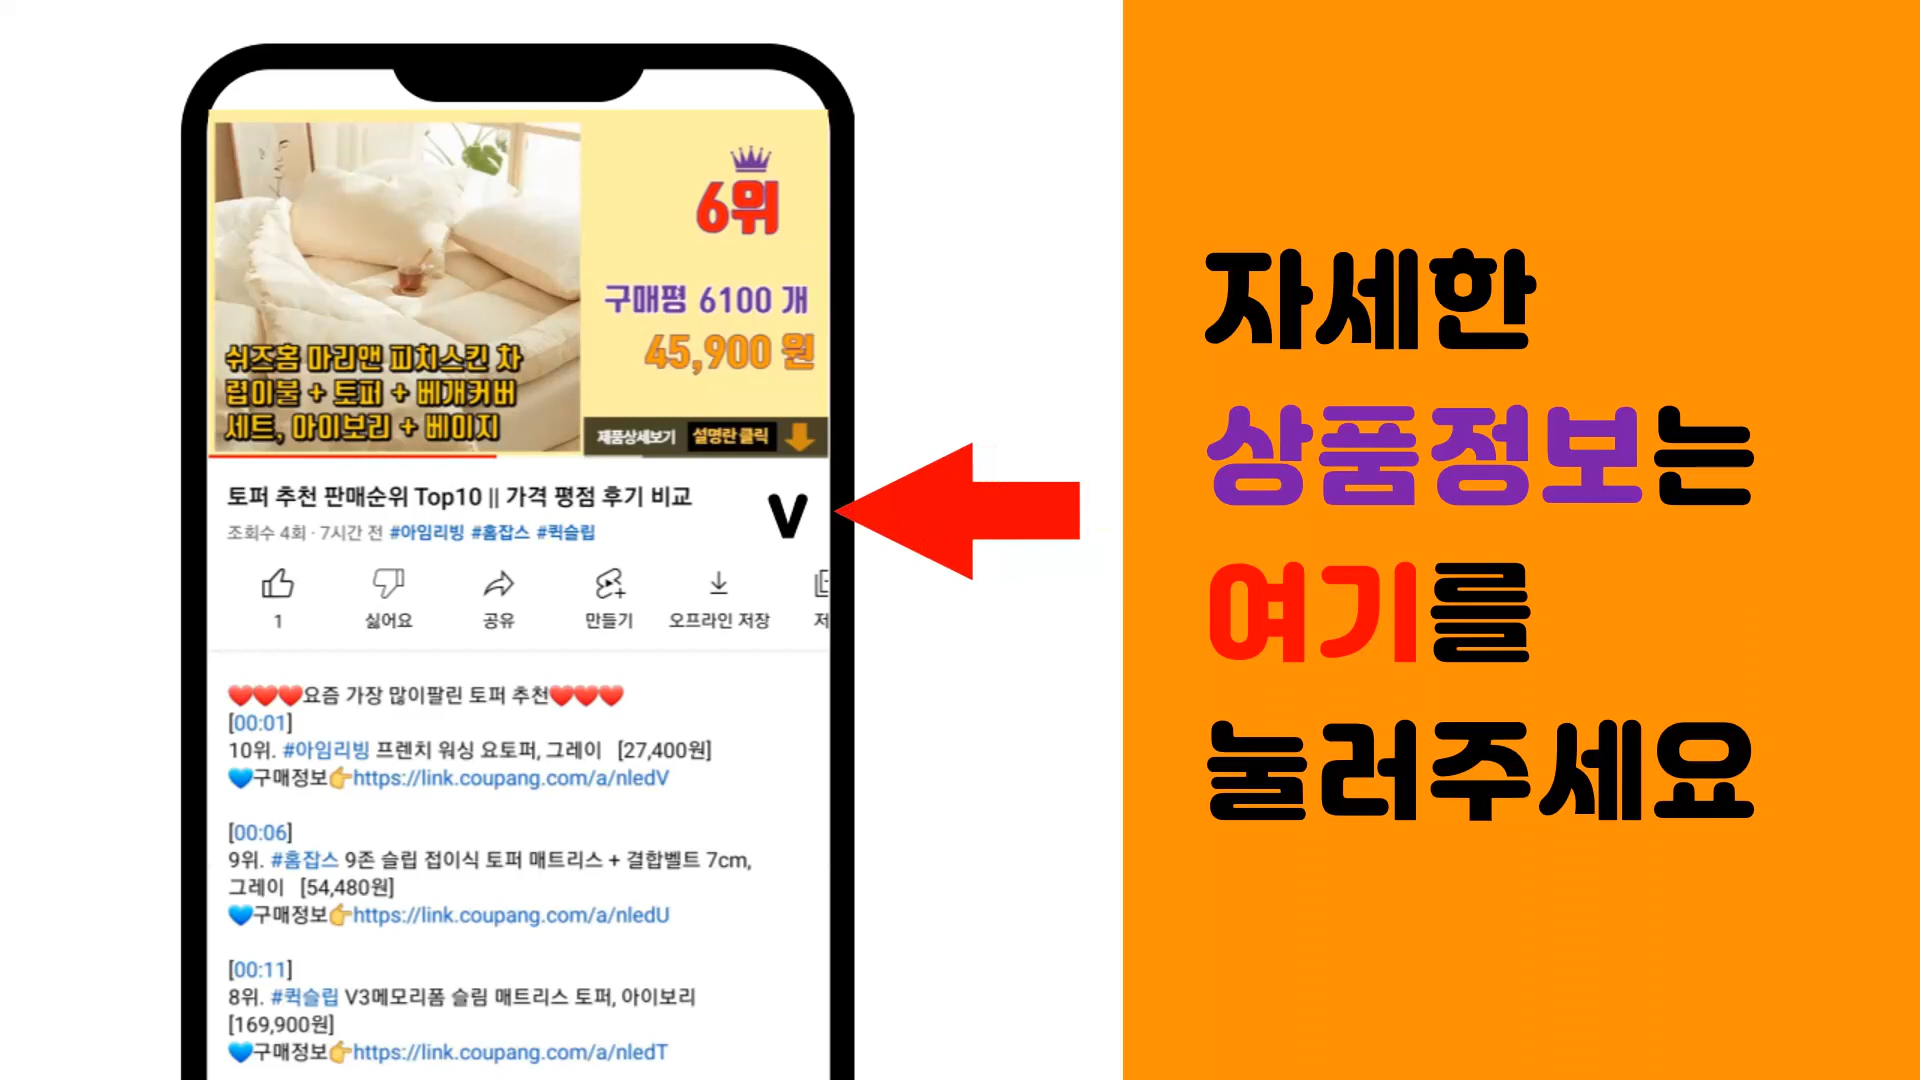 6위
구매평 6100 개
45,900 원
쉬즈홈 마리앤 피치스킨 차
렵이불 + 토퍼 + 베개커버
세트, 아이보리 + 베이지
제품상세보기 설명란 클릭
토퍼 추천 판매순위 Top10 || 가격 평점 후기 비교
V
조회수 4회 · 7시간 전 #아임리빙 #홈잡스 #퀵슬립
1 싫어요 공유 만들기 오프라인 저장 저
❤️❤️❤️요즘 가장 많이팔린 토퍼 추천❤️❤️❤️
[00:01]
10위. #아임리빙 프렌치 워싱 요토퍼, 그레이 [27,400원]
💙구매정보👉https://link.coupang.com/a/nledV
[00:06]
9위. #홈잡스 9존 슬립 접이식 토퍼 매트리스 + 결합벨트 7cm,
그레이 [54,480원]
💙구매정보👉https://link.coupang.com/a/nledU
[00:11]
8위. #퀵슬립 V3메모리폼 슬림 매트리스 토퍼, 아이보리
[169,900원]
💙구매정보👉https://link.coupang.com/a/nledT
자세한
상품정보는
여기를
눌러주세요